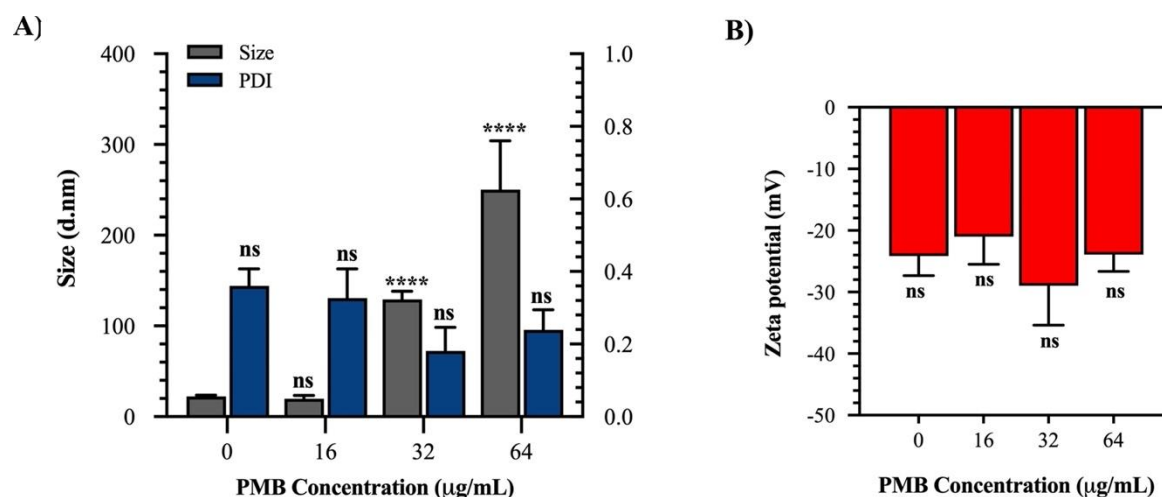 A)
Size
PDI
400
300
200
100
0
Size (d.nm)
1.0
0.8
0.6
0.4
0.2
0.0
ns
ns
ns
****
ns
****
ns
0
16
32
64
PMB Concentration (µg/mL)
B)
0
-10
-20
-30
-40
-50
Zeta potential (mV)
ns
ns
ns
ns
0
16
32
64
PMB Concentration (µg/mL)